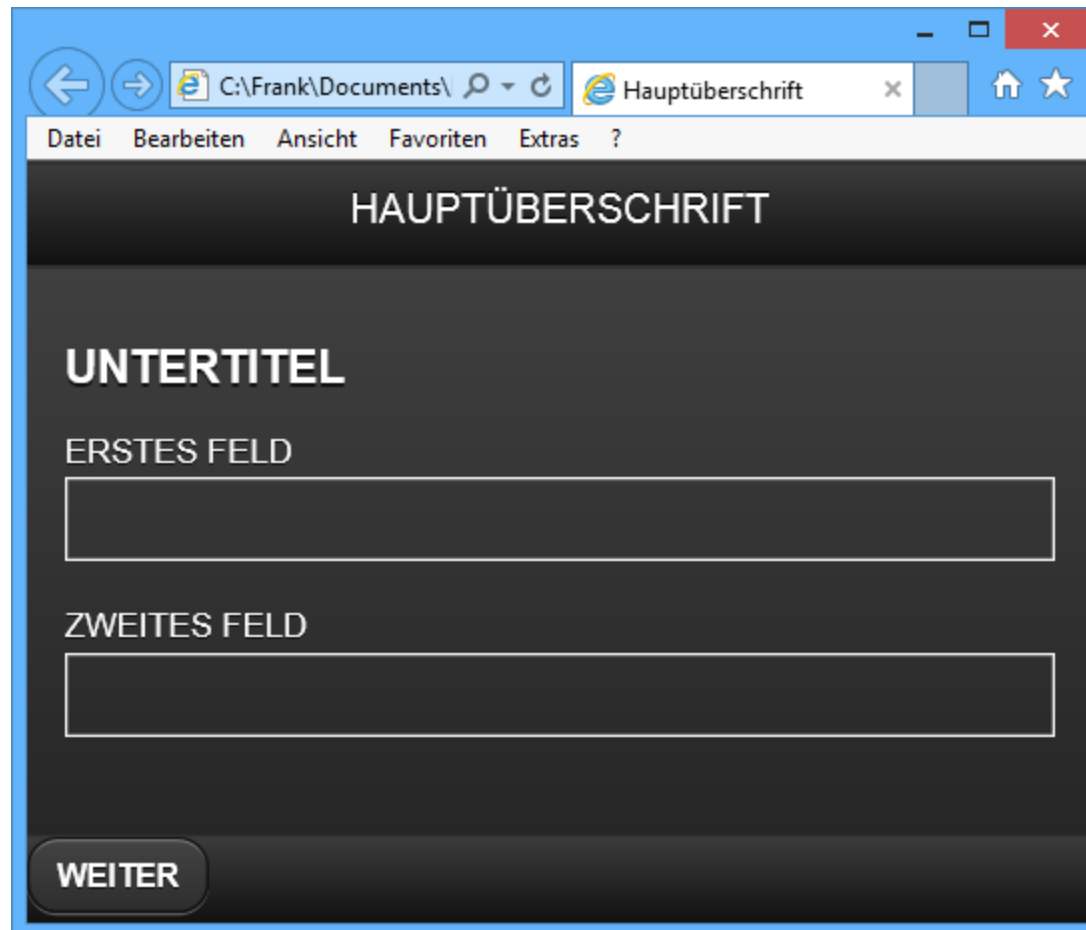 C:\Frank\Documents\
Hauptüberschrift
Datei Bearbeiten Ansicht Favoriten Extras ?
HAUPTÜBERSCHRIFT
UNTERTITEL
ERSTES FELD
ZWEITES FELD
WEITER